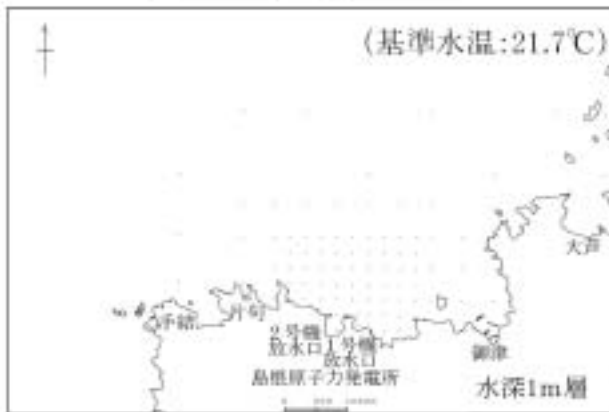 (基準水温:21.7℃)
大芦
手結
片句
2号機
放水口
1号機
放水口
御津
島根原子力発電所
水深1m層
0